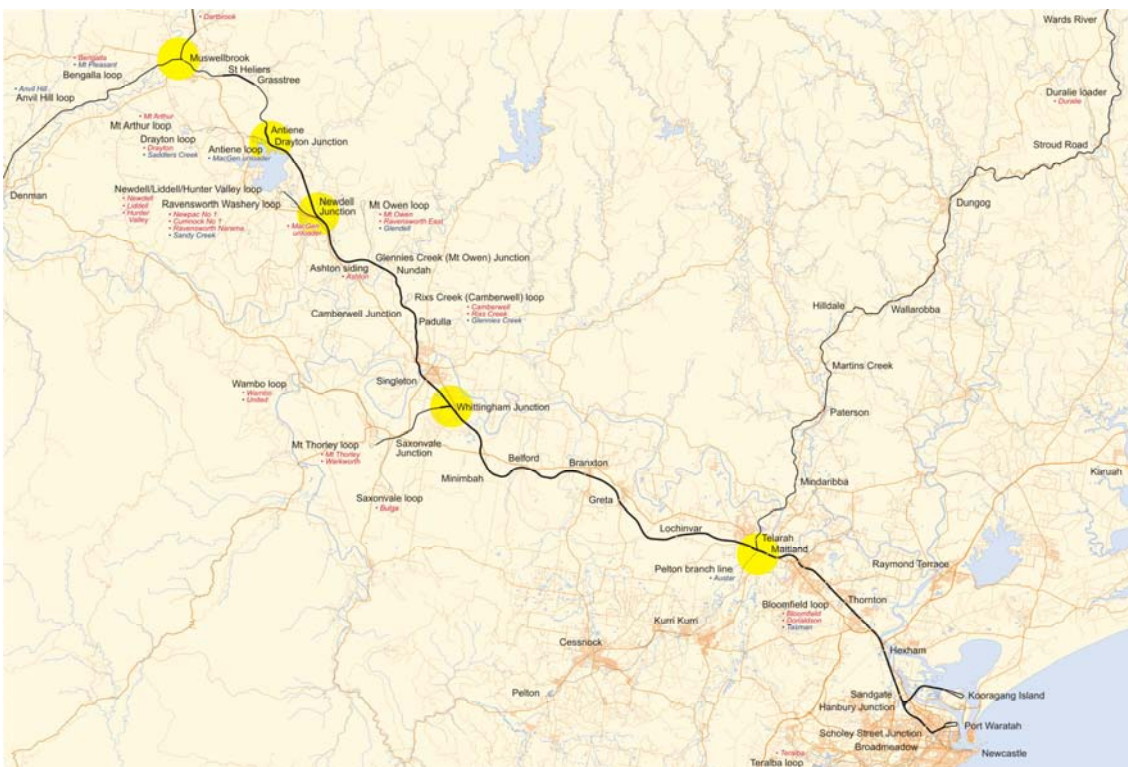 Dartbrook
Wards River
Muswellbrook
• Bengalla
• Mt Pleasant
Bengalla loop
St Heliers
Grasstree
• Anvil Hill
Anvil Hill loop
Duralie loader
• Duralie
• Mt Arthur
Mt Arthur loop
Antiene
Drayton Junction
Drayton loop
• Drayton
• Saddlers Creek
Antiene loop
• MacGen unloader
Stroud Road
Denman
Newdell/Liddell/Hunter Valley loop
• Newdell
• Liddell
• Hunter
Valley
Ravensworth Washery loop
• Newpac No 1
• Cumnock No 1
• Ravensworth Narama
• Sandy Creek
Newdell
Junction
• MacGen
unloader
Mt Owen loop
• Mt Owen
• Ravensworth East
• Glendell
Dungog
Glennies Creek (Mt Owen) Junction
Nundah
Ashton siding
• Ashton
Rixs Creek (Camberwell) loop
• Camberwell
• Rixs Creek
• Glennies Creek
Camberwell Junction
Padulla
Hilldale
Wallarobba
Martins Creek
Singleton
Wambo loop
• Wambo
• United
Whittingham Junction
Paterson
Mt Thorley loop
• Mt Thorley
• Warkworth
Saxonvale
Junction
Belford
Branxton
Minimbah
Greta
Mindaribba
Karuah
Saxonvale loop
• Bulga
Lochinvar
Telarah
Maitland
Pelton branch line
• Austar
Raymond Terrace
Bloomfield loop
• Bloomfield
• Donaldson
• Tasman
Thornton
Kurri Kurri
Cessnock
Hexham
Pelton
Sandgate
Hanbury Junction
Kooragang Island
Port Waratah
Scholey Street Junction
Broadmeadow
Newcastle
• Teralba
Teralba loop